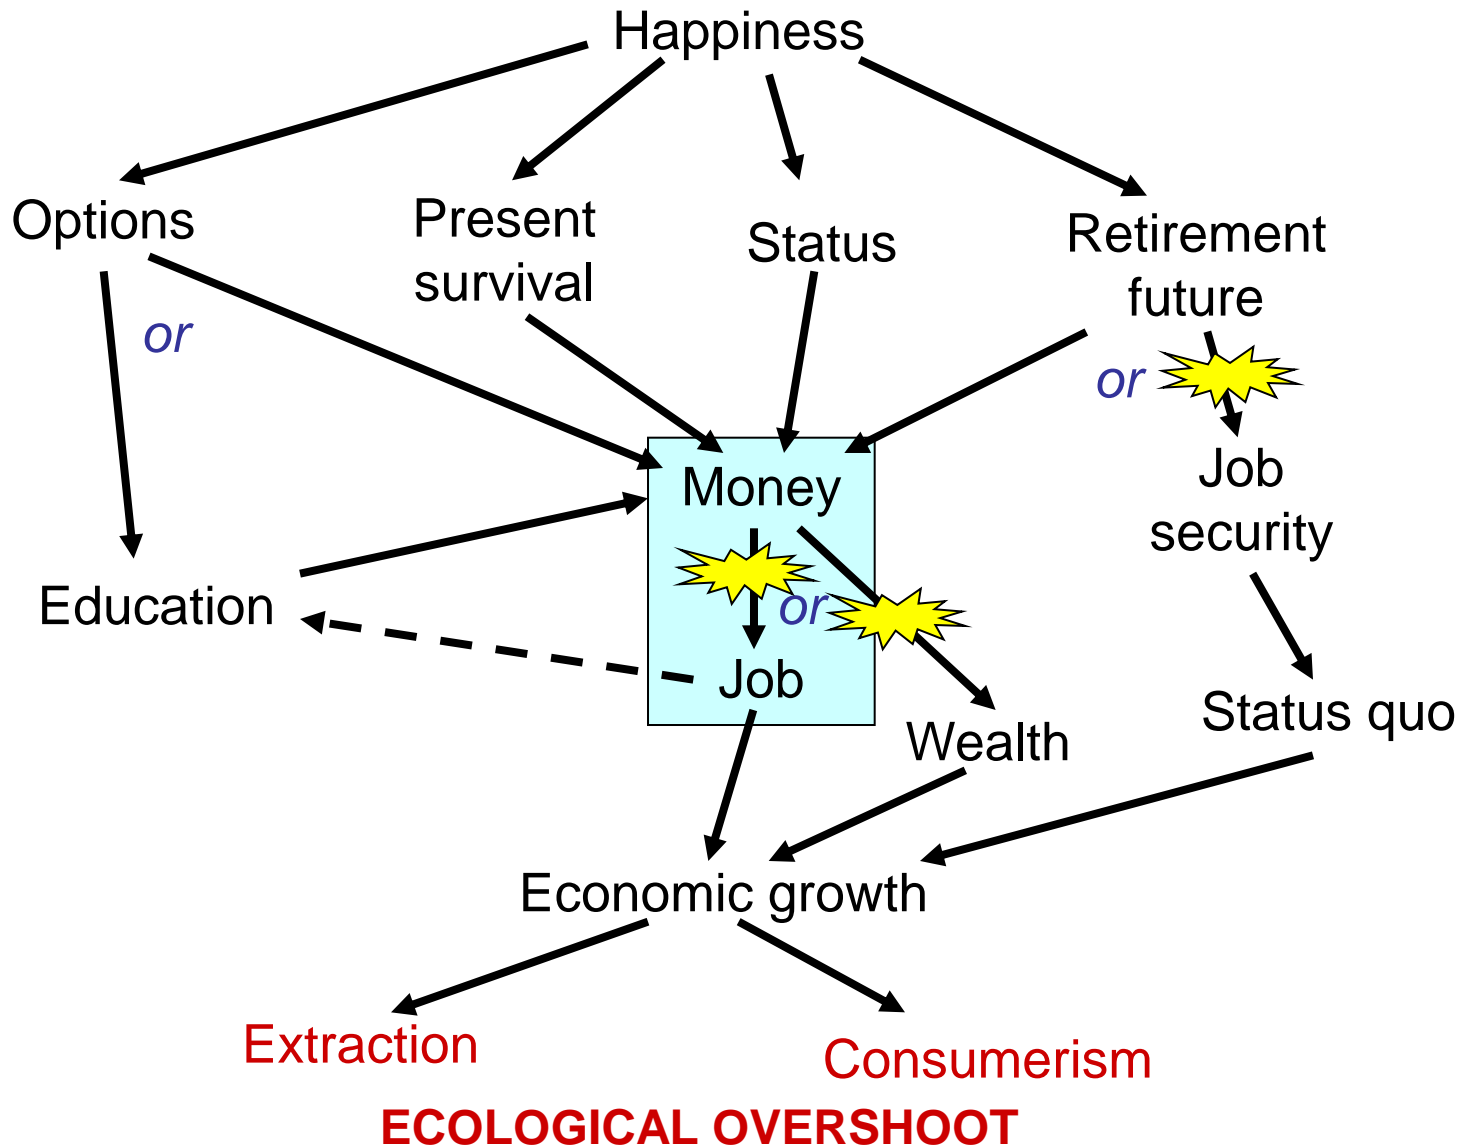 Happiness
Options
Present
survival
Status
Retirement
future
or
or
Money
Job
security
Education
or
Job
Wealth
Status quo
Economic growth
Extraction
Consumerism
ECOLOGICAL OVERSHOOT